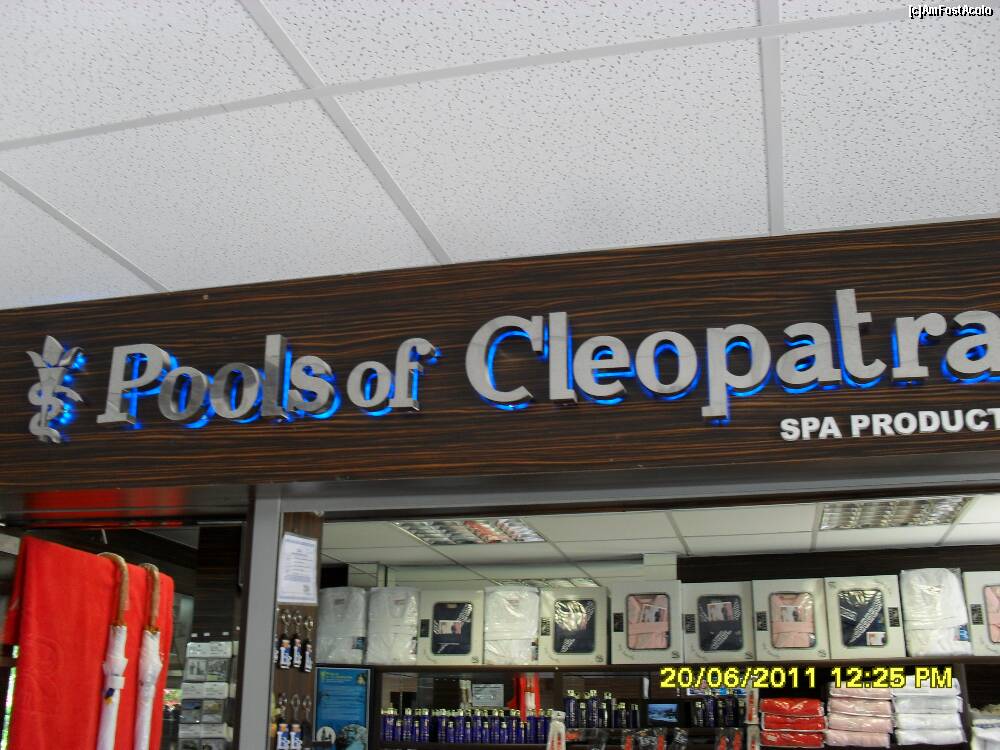 [c]AmFostAcolo
Pools of Cleopatra
SPA PRODUCT
20/06/2011 12:25 PM